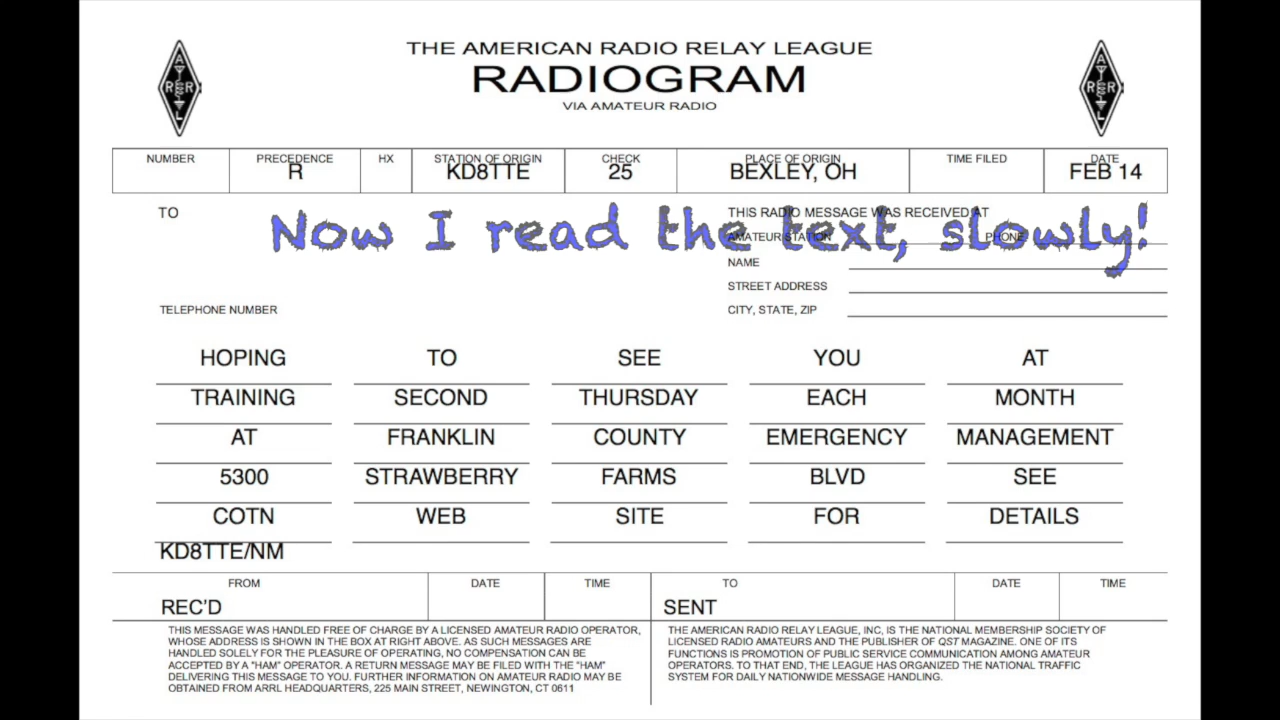 THE AMERICAN RADIO RELAY LEAGUE
RADIOGRAM
VIA AMATEUR RADIO
A R R L
A R R L
NUMBER PRECEDENCE HX STATION OF ORIGIN CHECK PLACE OF ORIGIN TIME FILED DATE
R KD8TTE 25 BEXLEY, OH FEB 14
TO THIS RADIO MESSAGE WAS RECEIVED AT
Now I read the text, slowly!
AMATEUR STATION PHONE
NAME
STREET ADDRESS
TELEPHONE NUMBER CITY, STATE, ZIP
HOPING TO SEE YOU AT
TRAINING SECOND THURSDAY EACH MONTH
AT FRANKLIN COUNTY EMERGENCY MANAGEMENT
5300 STRAWBERRY FARMS BLVD SEE
COTN WEB SITE FOR DETAILS
KD8TTE/NM
FROM DATE TIME TO DATE TIME
REC'D SENT
THIS MESSAGE WAS HANDLED FREE OF CHARGE BY A LICENSED AMATEUR RADIO OPERATOR,
WHOSE ADDRESS IS SHOWN IN THE BOX AT RIGHT ABOVE. AS SUCH MESSAGES ARE
HANDLED SOLELY FOR THE PLEASURE OF OPERATING, NO COMPENSATION CAN BE
ACCEPTED BY A "HAM" OPERATOR. A RETURN MESSAGE MAY BE FILED WITH THE "HAM"
DELIVERING THIS MESSAGE TO YOU. FURTHER INFORMATION ON AMATEUR RADIO MAY BE
OBTAINED FROM ARRL HEADQUARTERS, 225 MAIN STREET, NEWINGTON, CT 0611
THE AMERICAN RADIO RELAY LEAGUE, INC, IS THE NATIONAL MEMBERSHIP SOCIETY OF
LICENSED RADIO AMATEURS AND THE PUBLISHER OF QST MAGAZINE. ONE OF ITS
FUNCTIONS IS PROMOTION OF PUBLIC SERVICE COMMUNICATION AMONG AMATEUR
OPERATORS. TO THAT END, THE LEAGUE HAS ORGANIZED THE NATIONAL TRAFFIC
SYSTEM FOR DAILY NATIONWIDE MESSAGE HANDLING.